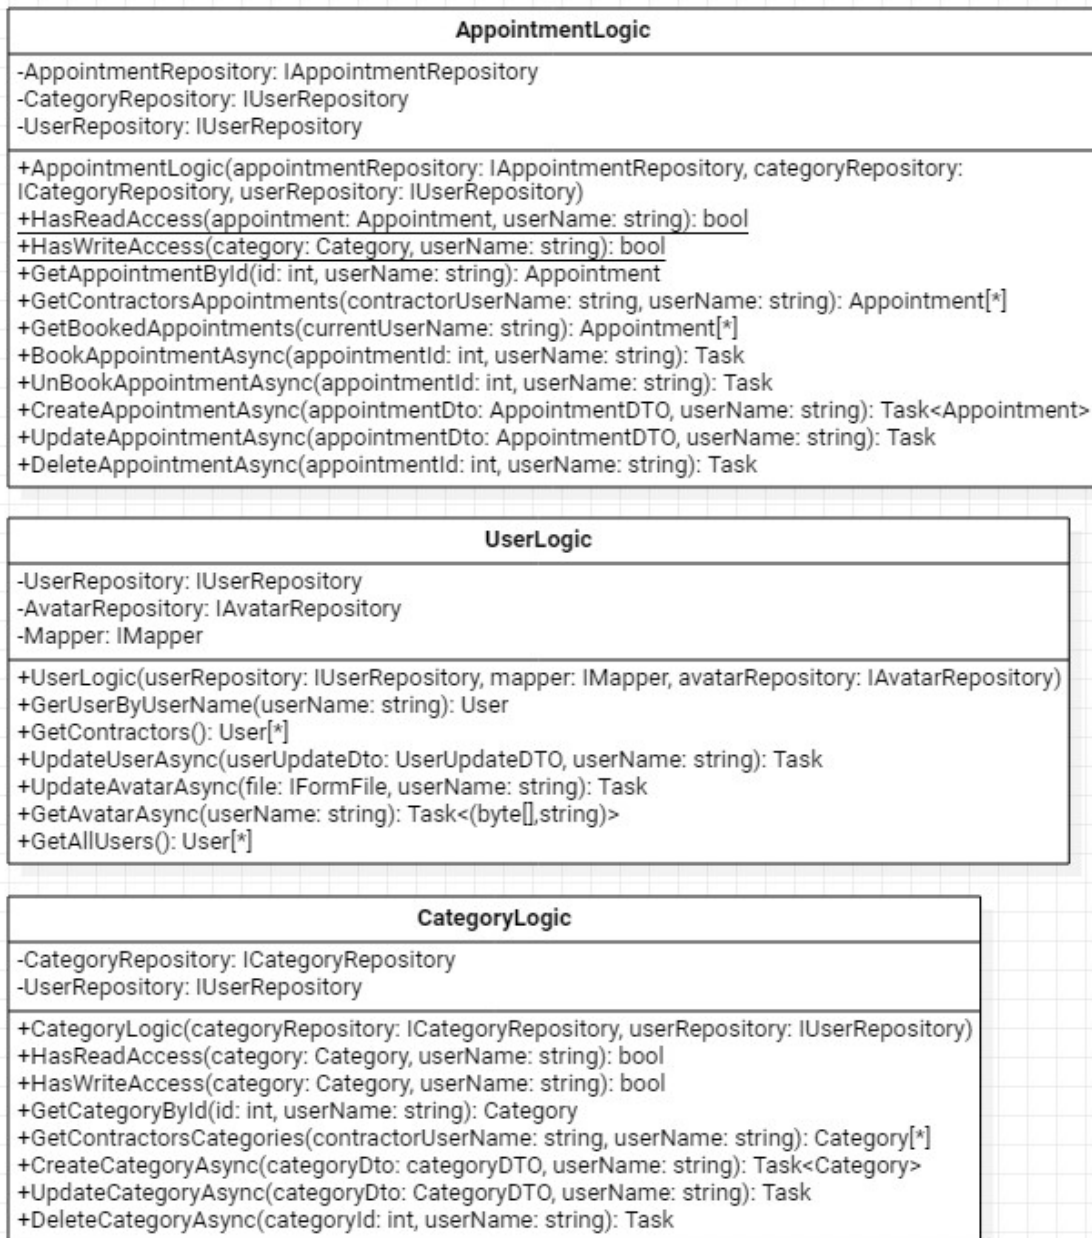 AppointmentLogic
-AppointmentRepository: IAppointmentRepository
-CategoryRepository: IUserRepository
-UserRepository: IUserRepository
+AppointmentLogic(appointmentRepository: IAppointmentRepository, categoryRepository:
ICategoryRepository, userRepository: IUserRepository)
+HasReadAccess(appointment: Appointment, userName: string): bool
+HasWriteAccess(category: Category, userName: string): bool
+GetAppointmentById(id: int, userName: string): Appointment
+GetContractorsAppointments(contractorUserName: string, userName: string): Appointment[*]
+GetBookedAppointments(currentUserName: string): Appointment[*]
+BookAppointmentAsync(appointmentId: int, userName: string): Task
+UnBookAppointmentAsync(appointmentId: int, userName: string): Task
+CreateAppointmentAsync(appointmentDto: AppointmentDTO, userName: string): Task<Appointment>
+UpdateAppointmentAsync(appointmentDto: AppointmentDTO, userName: string): Task
+DeleteAppointmentAsync(appointmentId: int, userName: string): Task
UserLogic
-UserRepository: IUserRepository
-AvatarRepository: IAvatarRepository
-Mapper: IMapper
+UserLogic(userRepository: IUserRepository, mapper: IMapper, avatarRepository: IAvatarRepository)
+GerUserByUserName(userName: string): User
+GetContractors(): User[*]
+UpdateUserAsync(userUpdateDto: UserUpdateDTO, userName: string): Task
+UpdateAvatarAsync(file: IFormFile, userName: string): Task
+GetAvatarAsync(userName: string): Task<(byte[],string)>
+GetAllUsers(): User[*]
CategoryLogic
-CategoryRepository: ICategoryRepository
-UserRepository: IUserRepository
+CategoryLogic(categoryRepository: ICategoryRepository, userRepository: IUserRepository)
+HasReadAccess(category: Category, userName: string): bool
+HasWriteAccess(category: Category, userName: string): bool
+GetCategoryById(id: int, userName: string): Category
+GetContractorsCategories(contractorUserName: string, userName: string): Category[*]
+CreateCategoryAsync(categoryDto: categoryDTO, userName: string): Task<Category>
+UpdateCategoryAsync(categoryDto: CategoryDTO, userName: string): Task
+DeleteCategoryAsync(categoryId: int, userName: string): Task